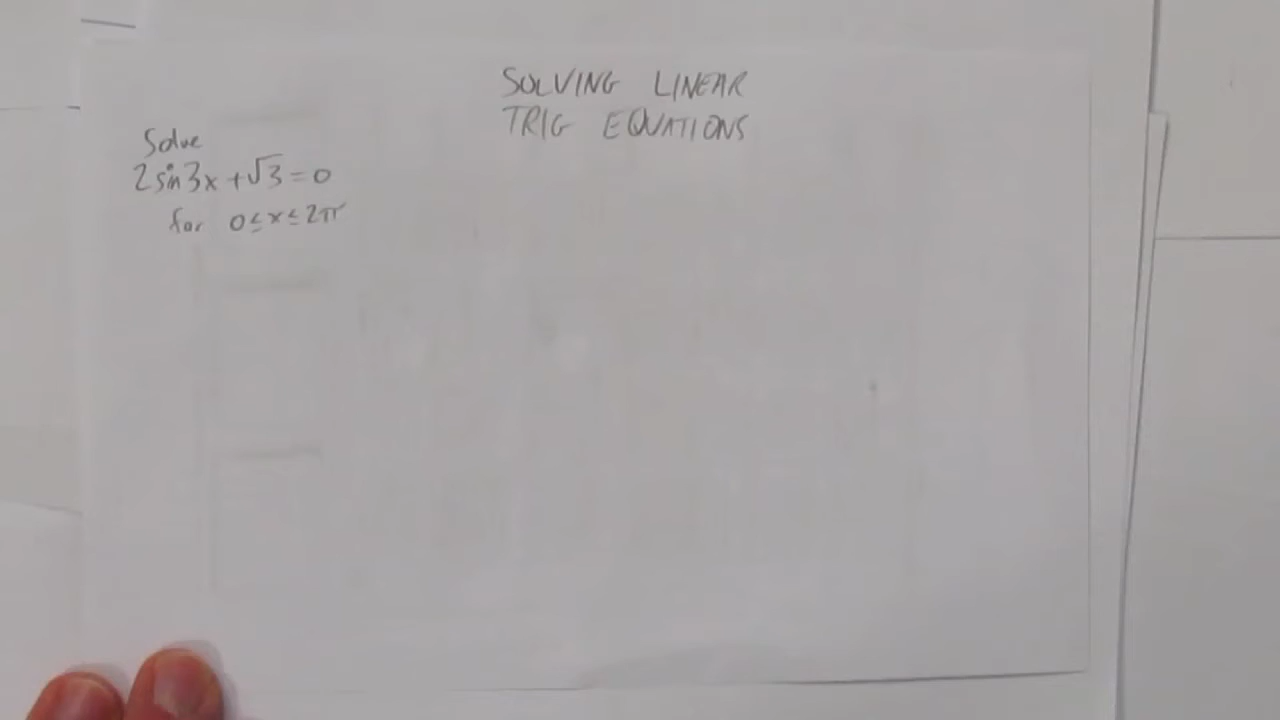 SOLVING LINEAR
TRIG EQUATIONS
Solve
2sin3x + √3 = 0
for 0 ≤ x ≤ 2π